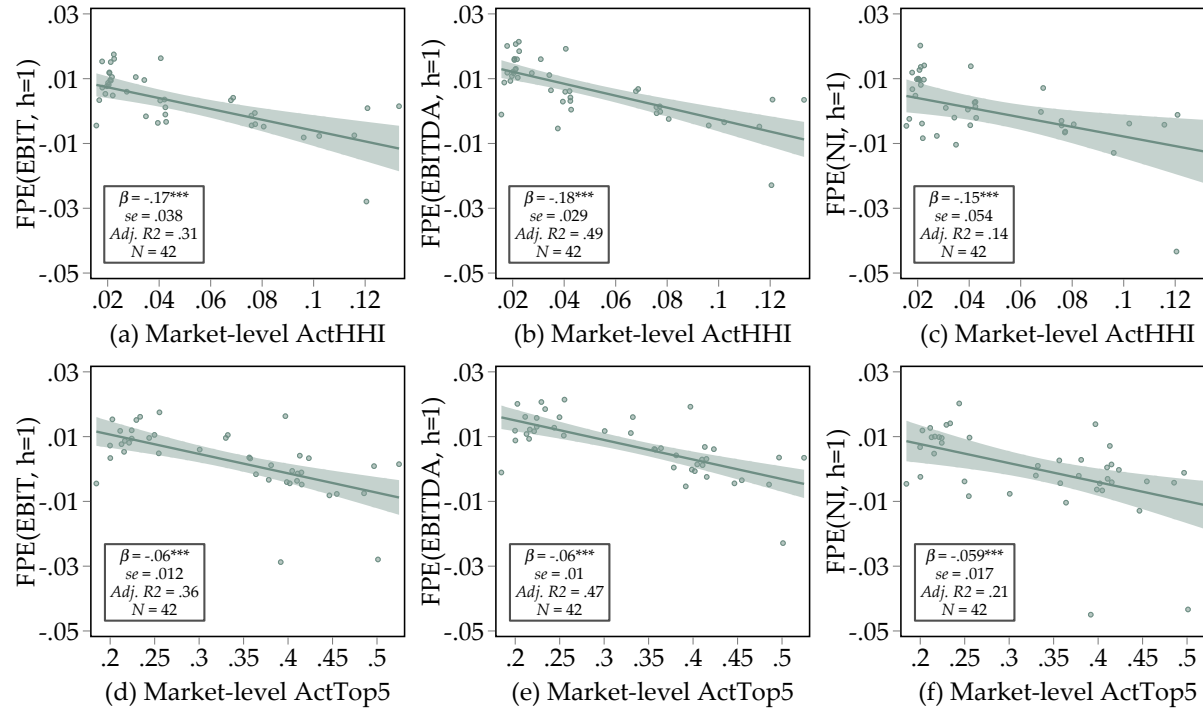 .03
.01
-.01
-.03
-.05
FPE(EBIT, h=1)
β = -.17***
se = .038
Adj. R2 = .31
N = 42
.02 .04 .06 .08 .1 .12
(a) Market-level ActHHI
.03
.01
-.01
-.03
-.05
FPE(EBITDA, h=1)
β = -.18***
se = .029
Adj. R2 = .49
N = 42
.02 .04 .06 .08 .1 .12
(b) Market-level ActHHI
.03
.01
-.01
-.03
-.05
FPE(NI, h=1)
β = -.15***
se = .054
Adj. R2 = .14
N = 42
.02 .04 .06 .08 .1 .12
(c) Market-level ActHHI
.03
.01
-.01
-.03
-.05
FPE(EBIT, h=1)
β = -.06***
se = .012
Adj. R2 = .36
N = 42
.2 .25 .3 .35 .4 .45 .5
(d) Market-level ActTop5
.03
.01
-.01
-.03
-.05
FPE(EBITDA, h=1)
β = -.06***
se = .01
Adj. R2 = .47
N = 42
.2 .25 .3 .35 .4 .45 .5
(e) Market-level ActTop5
.03
.01
-.01
-.03
-.05
FPE(NI, h=1)
β = -.059***
se = .017
Adj. R2 = .21
N = 42
.2 .25 .3 .35 .4 .45 .5
(f) Market-level ActTop5